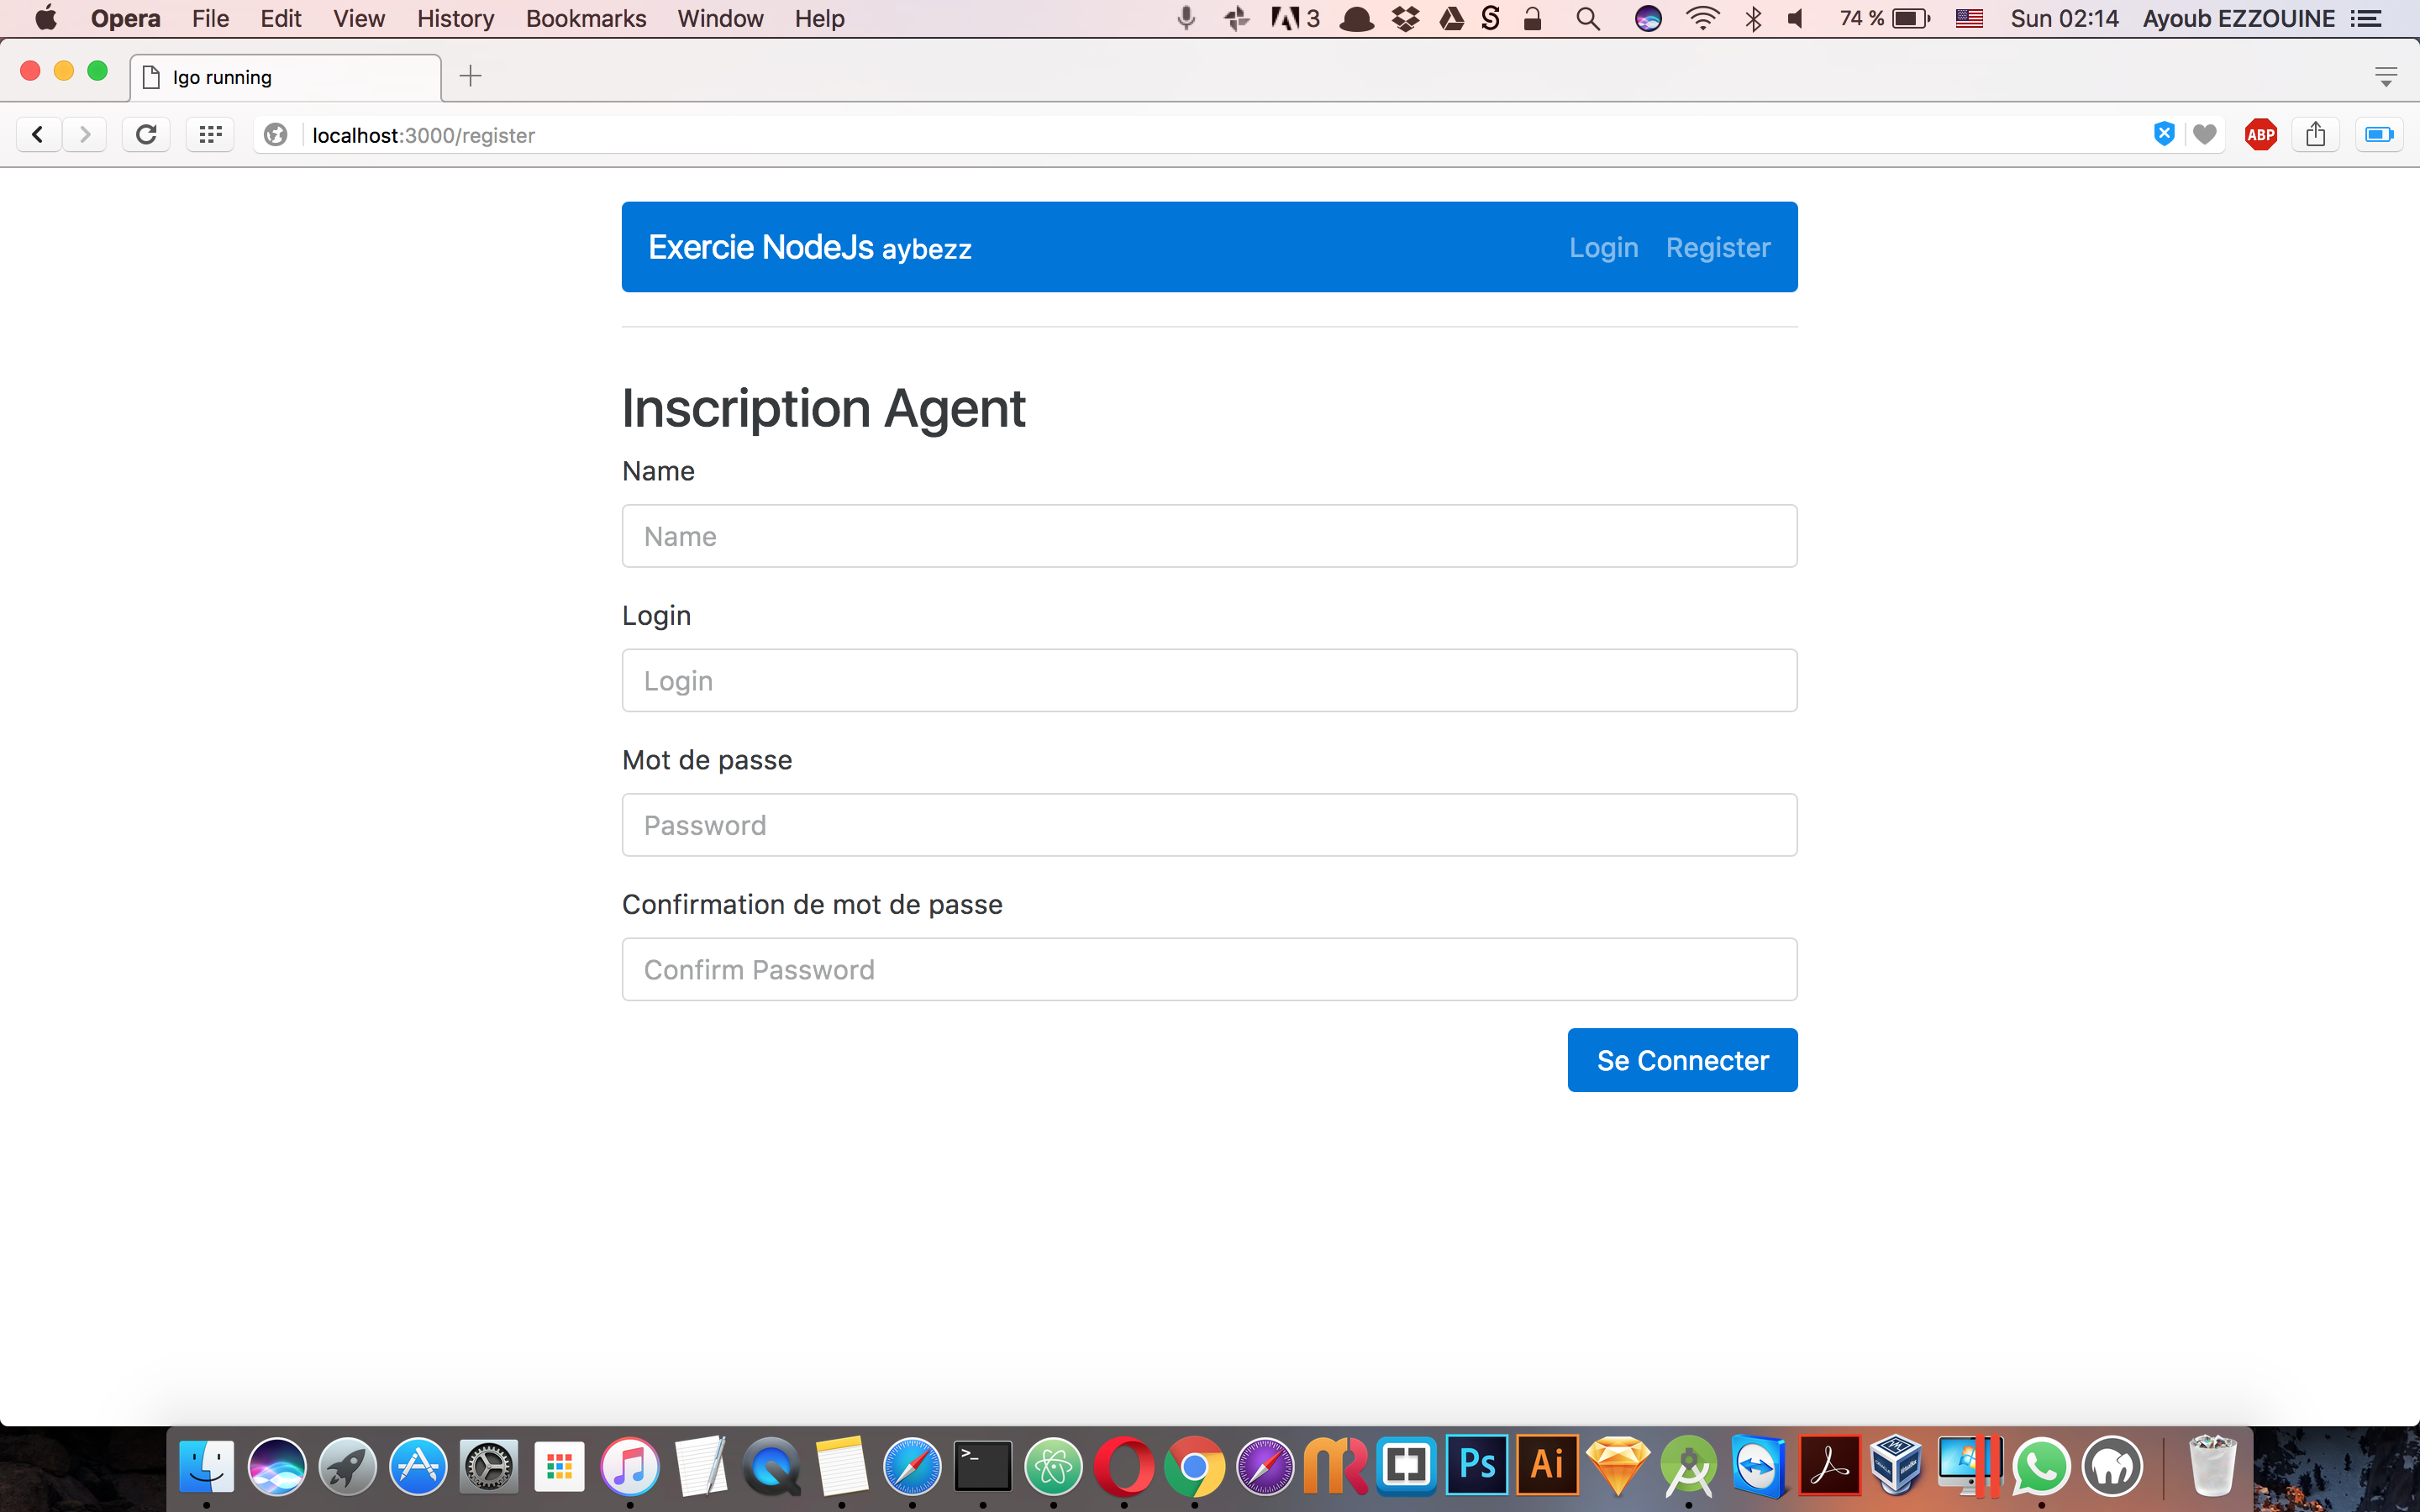 Opera File Edit View History Bookmarks Window Help 3 74 % Sun 02:14 Ayoub EZZOUINE
Igo running
localhost:3000/register ABP
Exercie NodeJs aybezz Login Register
Inscription Agent
Name
Name
Login
Login
Mot de passe
Password
Confirmation de mot de passe
Confirm Password
Se Connecter
>_ Ps Ai